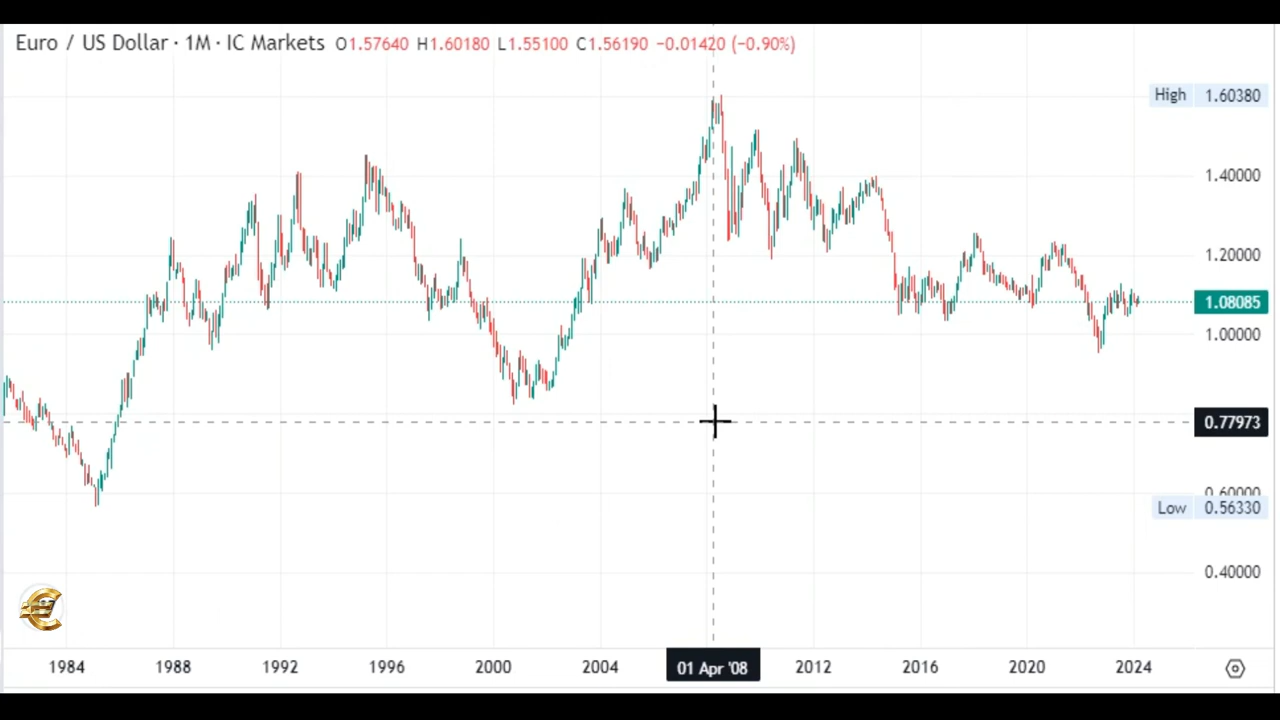 Euro / US Dollar · 1M · IC Markets O1.57640 H1.60180 L1.55100 C1.56190 −0.01420 (−0.90%)
High 1.60380
1.40000
1.20000
1.08085
1.00000
0.77973
0.60000
Low 0.56330
0.40000
1984 1988 1992 1996 2000 2004 01 Apr '08 2012 2016 2020 2024